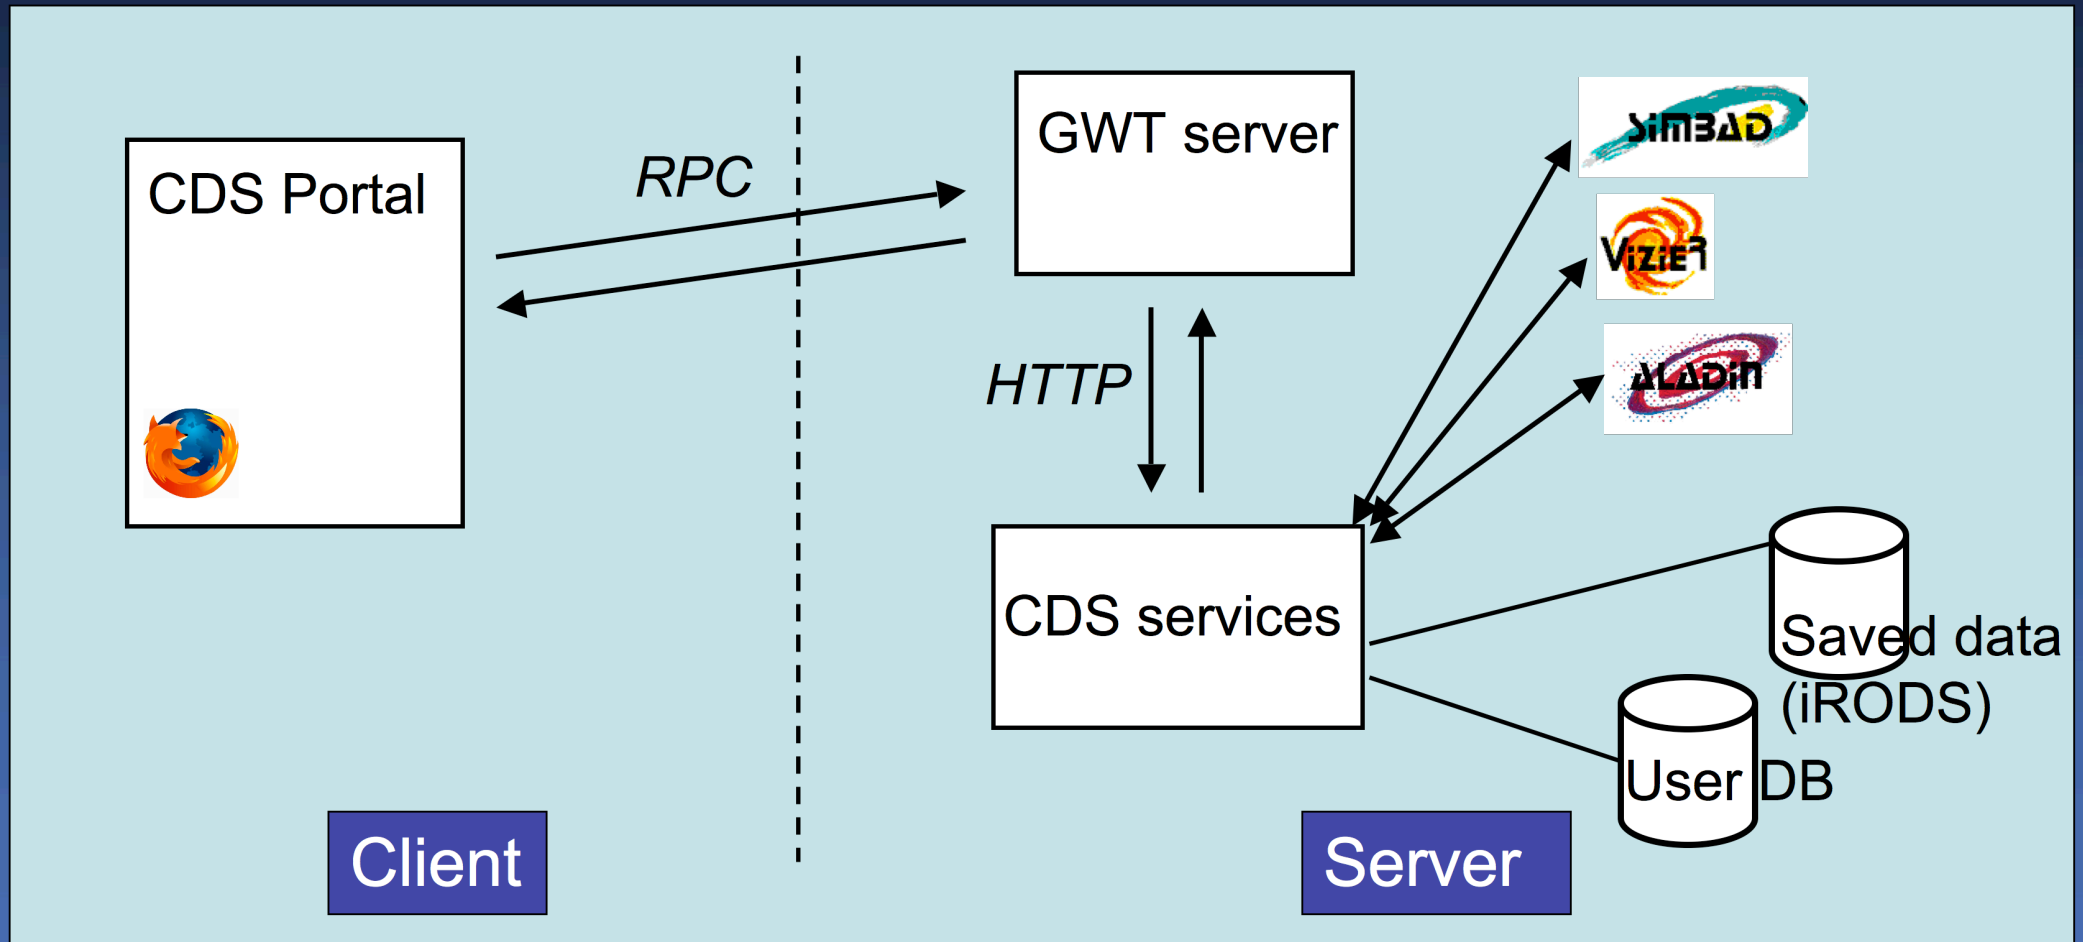 CDS Portal
RPC
GWT server
HTTP
SiMBAD
ViZieR
ALADiN
CDS services
Saved data
(iRODS)
User DB
Client
Server